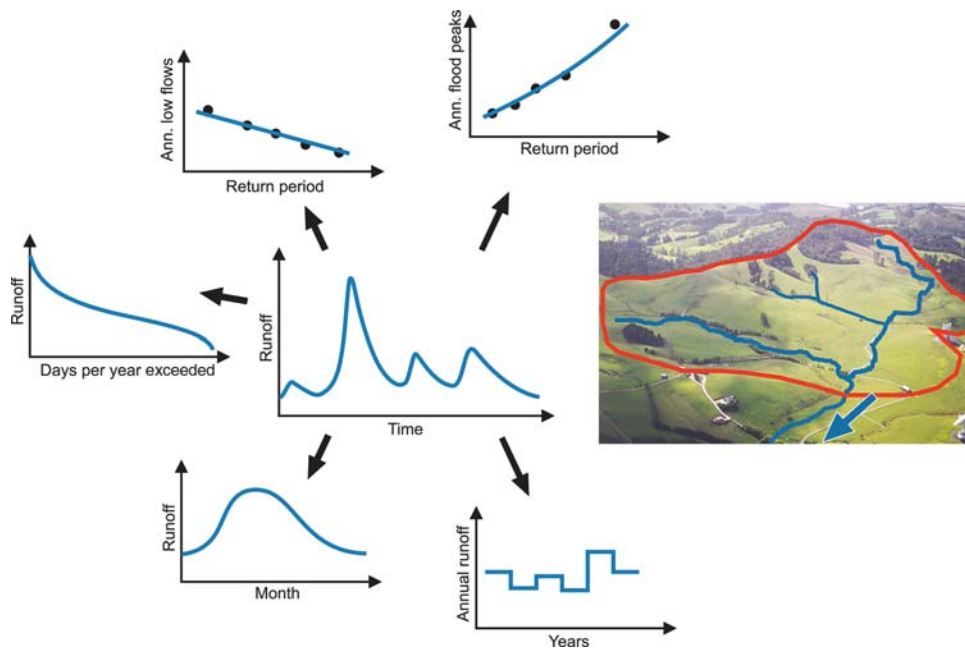 Ann. low flows
Return period
Ann. flood peaks
Return period
Runoff
Days per year exceeded
Runoff
Time
Runoff
Month
Annual runoff
Years